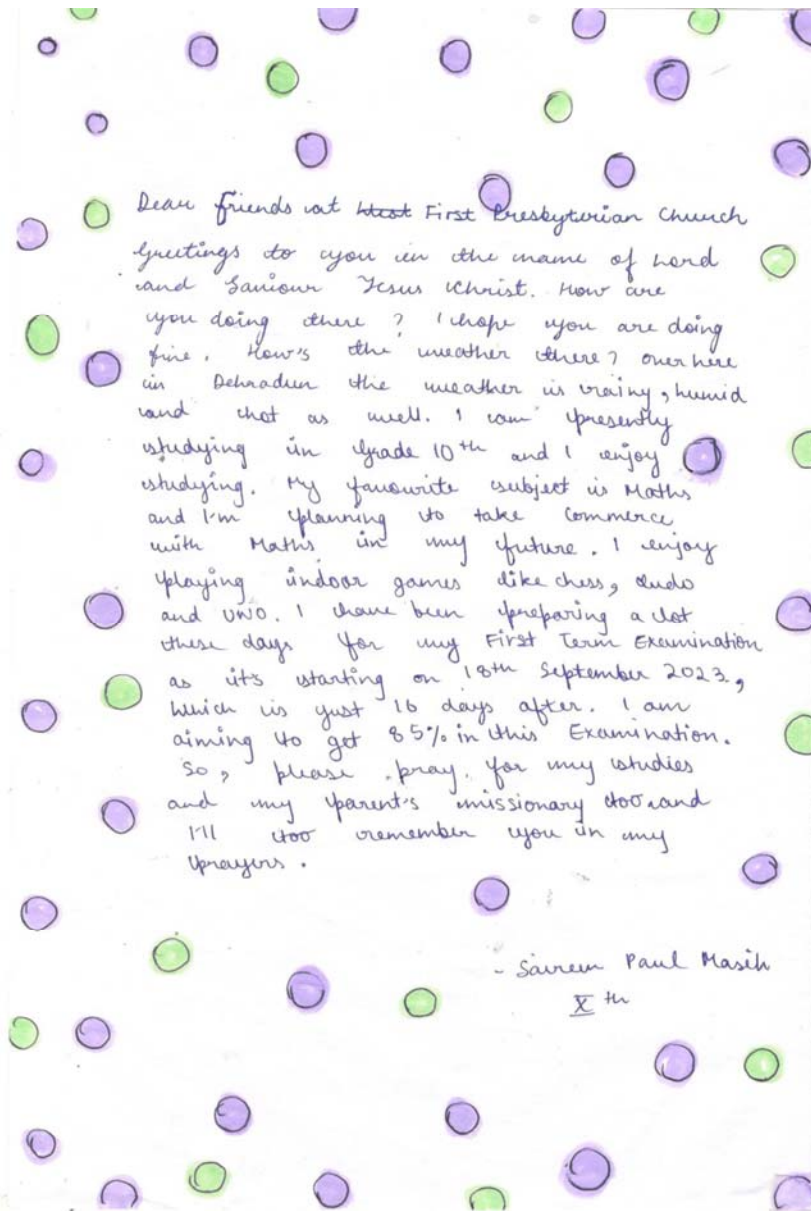 Dear friends at West First Presbyterian Church
Greetings to you in the name of Lord
and Saviour Jesus Christ. How are
you doing there ? I hope you are doing
fine. How's the weather there? over here
in Dehradun the weather is rainy, humid
and hot as well. I am presently
studying in Grade 10th and I enjoy
studying. My favourite subject is Maths
and I'm planning to take Commerce
with Maths in my future. I enjoy
playing indoor games like chess, ludo
and UNO. I have been preparing a lot
these days for my First Term Examination
as it's starting on 18th September 2023,
which is just 16 days after. I am
aiming to get 85% in this Examination.
So, please pray for my studies
and my parent's missionary too and
I'll too remember you in my
prayers.
- Paul Masih
X th